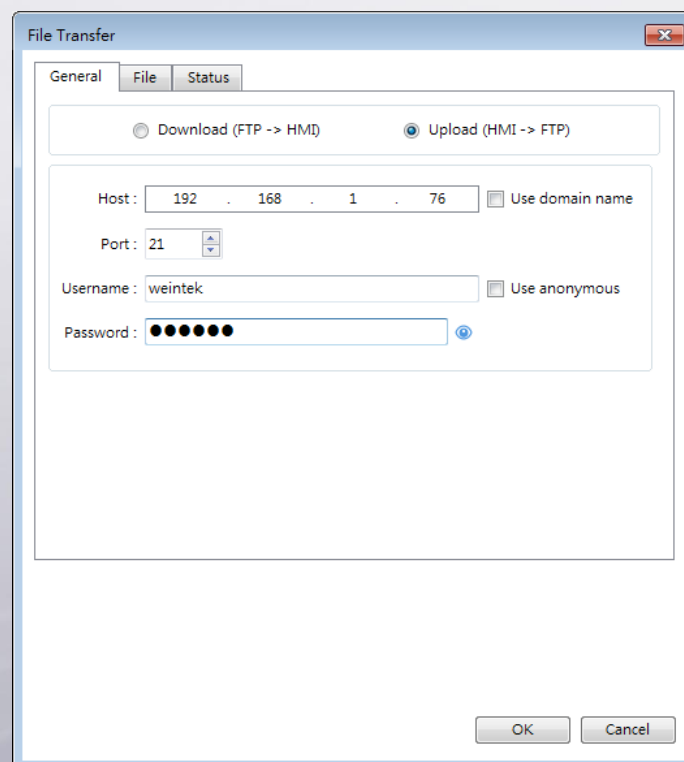 File Transfer
General File Status
Download (FTP -> HMI) Upload (HMI -> FTP)
Host : 192 . 168 . 1 . 76 Use domain name
Port : 21
Username : weintek Use anonymous
Password : ●●●●●●
OK Cancel